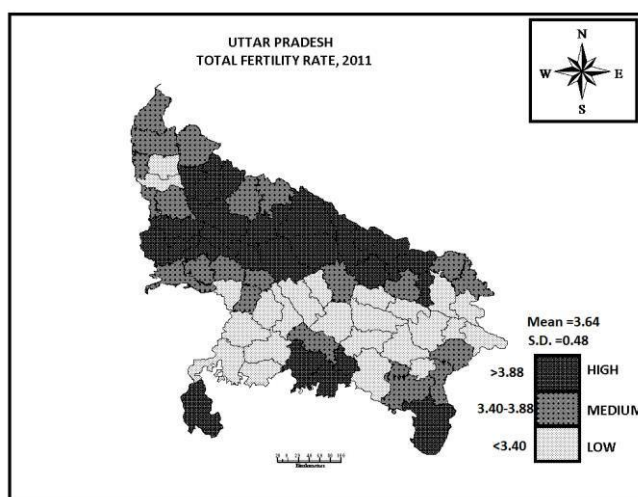 UTTAR PRADESH
TOTAL FERTILITY RATE, 2011
N
W E
S
Mean =3.64
S.D. =0.48
>3.88 HIGH
3.40-3.88 MEDIUM
<3.40 LOW